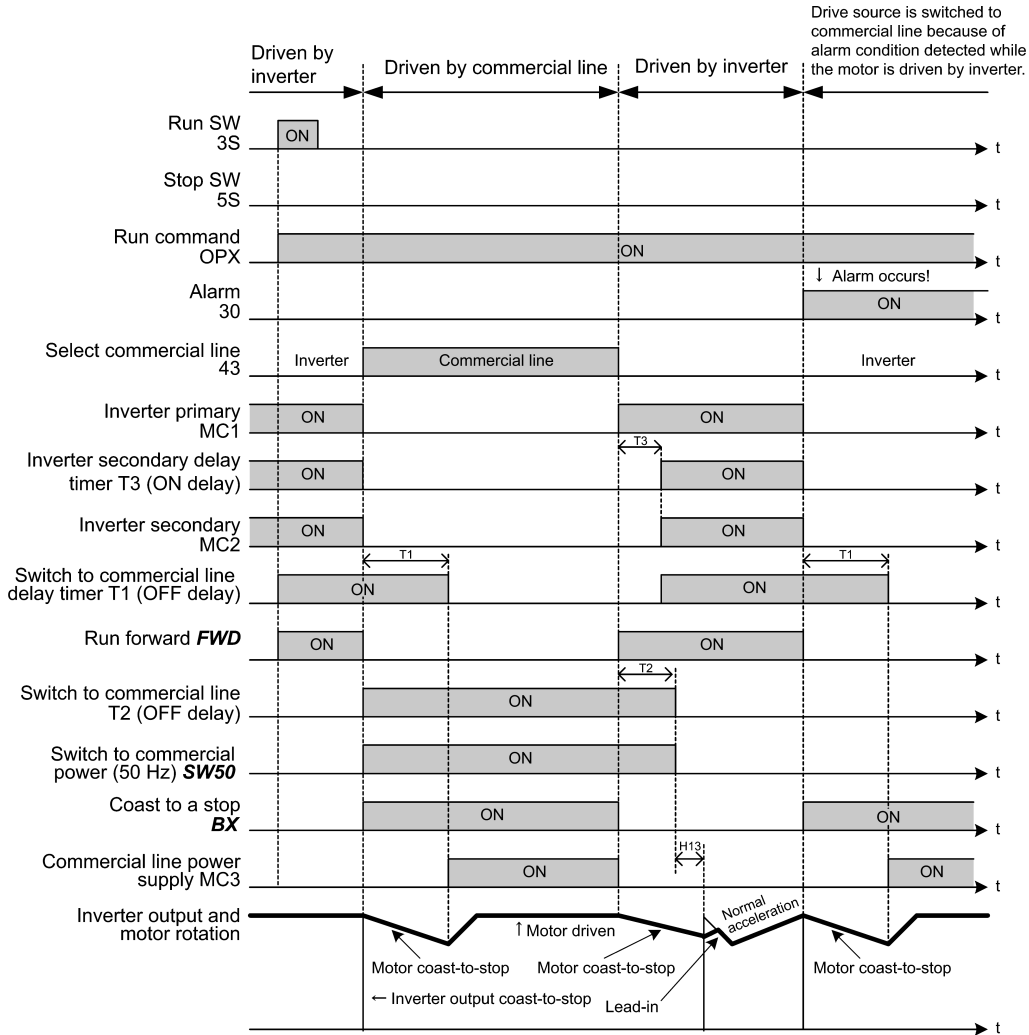 Drive source is switched to
commercial line because of
alarm condition detected while
the motor is driven by inverter.
Driven by
inverter
Driven by commercial line
Driven by inverter
Run SW
3S
ON
t
Stop SW
5S
t
Run command
OPX
ON
t
↓ Alarm occurs!
Alarm
30
ON
t
Select commercial line
43
Inverter
Commercial line
Inverter
t
Inverter primary
MC1
ON
ON
t
T3
Inverter secondary delay
timer T3 (ON delay)
ON
ON
t
Inverter secondary
MC2
ON
ON
t
T1
T1
Switch to commercial line
delay timer T1 (OFF delay)
ON
ON
t
Run forward FWD
ON
ON
t
T2
Switch to commercial line
T2 (OFF delay)
ON
t
Switch to commercial
power (50 Hz) SW50
ON
t
Coast to a stop
BX
ON
ON
t
H13
Commercial line power
supply MC3
ON
ON
t
Inverter output and
motor rotation
↑ Motor driven
Normal
acceleration
Motor coast-to-stop
Motor coast-to-stop
Motor coast-to-stop
← Inverter output coast-to-stop
Lead-in
t